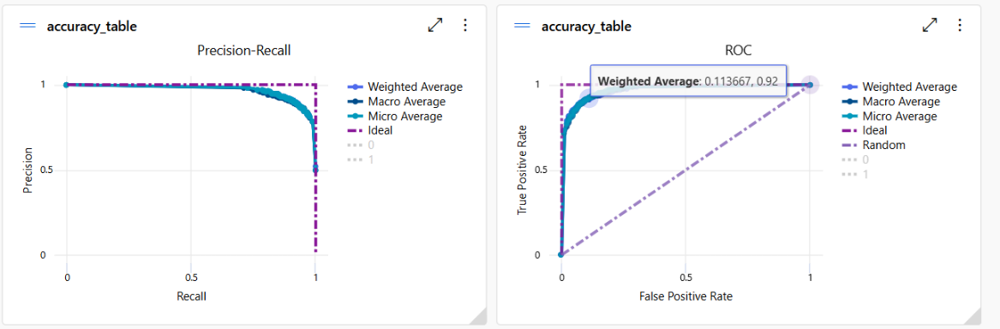 accuracy_table
Precision-Recall
1
0.5
0
Precision
0
0.5
1
Recall
Weighted Average
Macro Average
Micro Average
Ideal
0
1
accuracy_table
ROC
Weighted Average: 0.113667, 0.92
1
0.5
0
True Positive Rate
0
0.5
1
False Positive Rate
Weighted Average
Macro Average
Micro Average
Ideal
Random
0
1